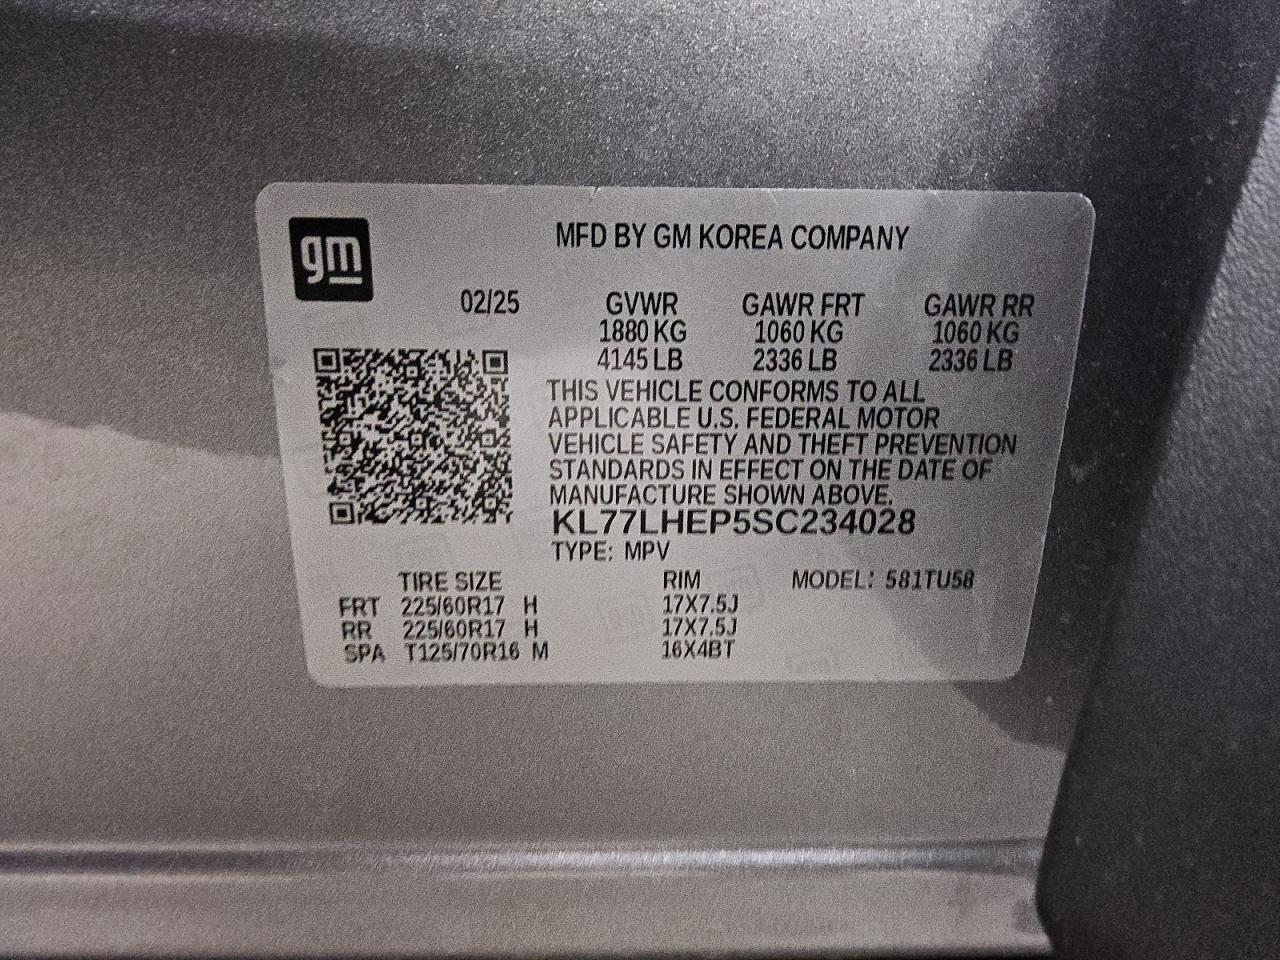 gm
MFD BY GM KOREA COMPANY
02/25 GVWR GAWR FRT GAWR RR
1880 KG 1060 KG 1060 KG
4145 LB 2336 LB 2336 LB
THIS VEHICLE CONFORMS TO ALL
APPLICABLE U.S. FEDERAL MOTOR
VEHICLE SAFETY AND THEFT PREVENTION
STANDARDS IN EFFECT ON THE DATE OF
MANUFACTURE SHOWN ABOVE.
KL77LHEP5SC234028
TYPE: MPV
TIRE SIZE RIM MODEL: 581TU58
FRT 225/60R17 H 17X7.5J
RR 225/60R17 H 17X7.5J
SPA T125/70R16 M 16X4BT